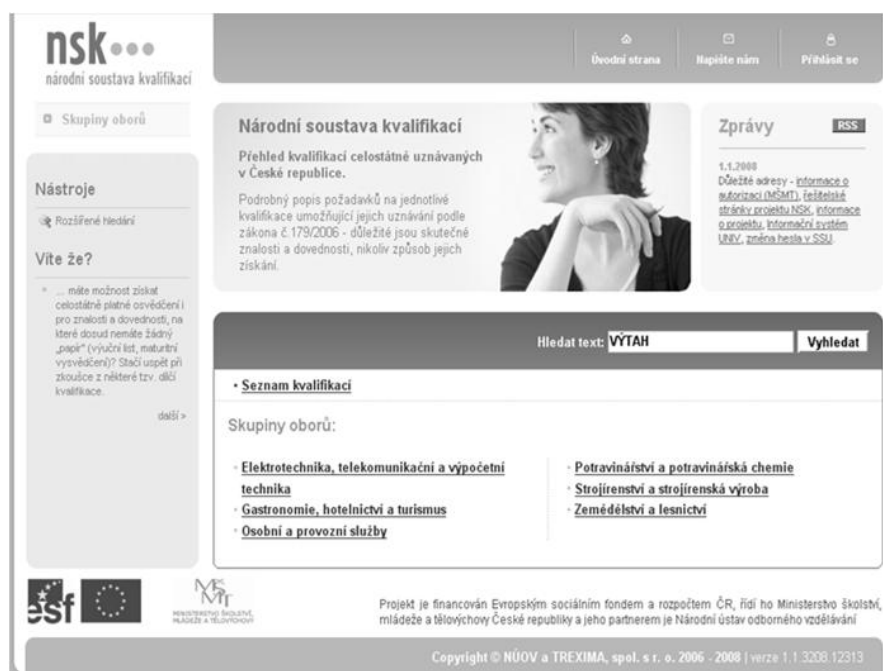 nsk
národní soustava kvalifikací
Úvodní strana
Napište nám
Přihlásit se
Skupiny oborů
Nástroje
Rozšířené hledání
Víte že?
... máte možnost získat
celostátně platné osvědčení i
pro znalosti a dovednosti, na
které dosud nemáte žádný
„papír" (výuční list, maturitní
vysvědčení)? Stačí uspět při
zkoušce z některé tzv. dílčí
kvalifikace.
další >
Národní soustava kvalifikací
Přehled kvalifikací celostátně uznávaných
v České republice.
Podrobný popis požadavků na jednotlivé
kvalifikace umožňující jejich uznávání podle
zákona č.179/2006 - důležité jsou skutečné
znalosti a dovednosti, nikoliv způsob jejich
získání.
Zprávy
RSS
1.1.2008
Důležité adresy - informace o
autorizaci (MŠMT), řešitelské
stránky projektu NSK, informace
o projektu, Informační systém
UNIV, změna hesla v SSU.
Hledat text: VÝTAH Vyhledat
• Seznam kvalifikací
Skupiny oborů:
Elektrotechnika, telekomunikační a výpočetní
technika
Gastronomie, hotelnictví a turismus
Osobní a provozní služby
Potravinářství a potravinářská chemie
Strojírenství a strojírenská výroba
Zemědělství a lesnictví
esf
MINISTERSTVO ŠKOLSTVÍ,
MLÁDEŽE A TĚLOVÝCHOVY
Projekt je financován Evropským sociálním fondem a rozpočtem ČR, řídí ho Ministerstvo školství,
mládeže a tělovýchovy České republiky a jeho partnerem je Národní ústav odborného vzdělávání
Copyright © NÚOV a TREXIMA, spol. s r. o. 2006 - 2008 | verze 1.1.3208.12313